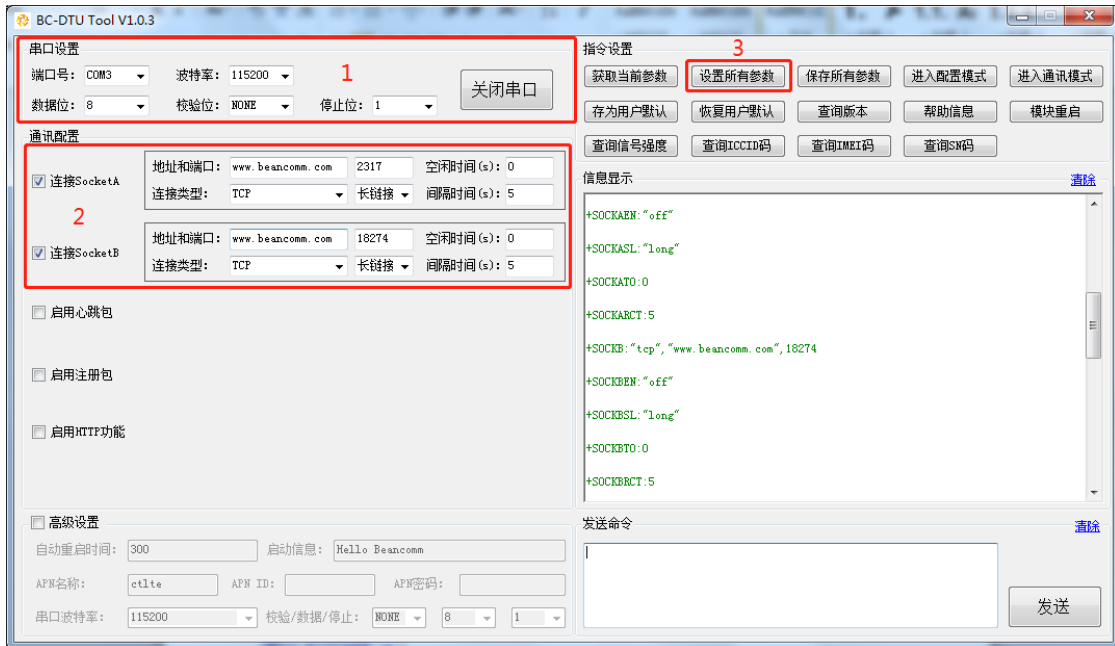 BC-DTU Tool V1.0.3
串口设置
端口号: COM3 波特率: 115200 1
数据位: 8 校验位: NONE 停止位: 1
关闭串口
通讯配置
连接SocketA
地址和端口: www.beancomm.com 2317 空闲时间(s): 0
连接类型: TCP 长链接 间隔时间(s): 5
2
连接SocketB
地址和端口: www.beancomm.com 18274 空闲时间(s): 0
连接类型: TCP 长链接 间隔时间(s): 5
启用心跳包
启用注册包
启用HTTP功能
高级设置
自动重启时间: 300 启动信息: Hello Beancomm
APN名称: ctlte APN ID: APN密码:
串口波特率: 115200 校验/数据/停止: NONE 8 1
指令设置 3
获取当前参数 设置所有参数 保存所有参数 进入配置模式 进入通讯模式
存为用户默认 恢复用户默认 查询版本 帮助信息 模块重启
查询信号强度 查询ICCID码 查询IMEI码 查询SN码
信息显示 清除
+SOCKAEN:"off"
+SOCKASL:"long"
+SOCKATO:0
+SOCKARCT:5
+SOCKB:"tcp","www.beancomm.com",18274
+SOCKBEN:"off"
+SOCKBSL:"long"
+SOCKBTO:0
+SOCKBRCT:5
发送命令 清除
发送